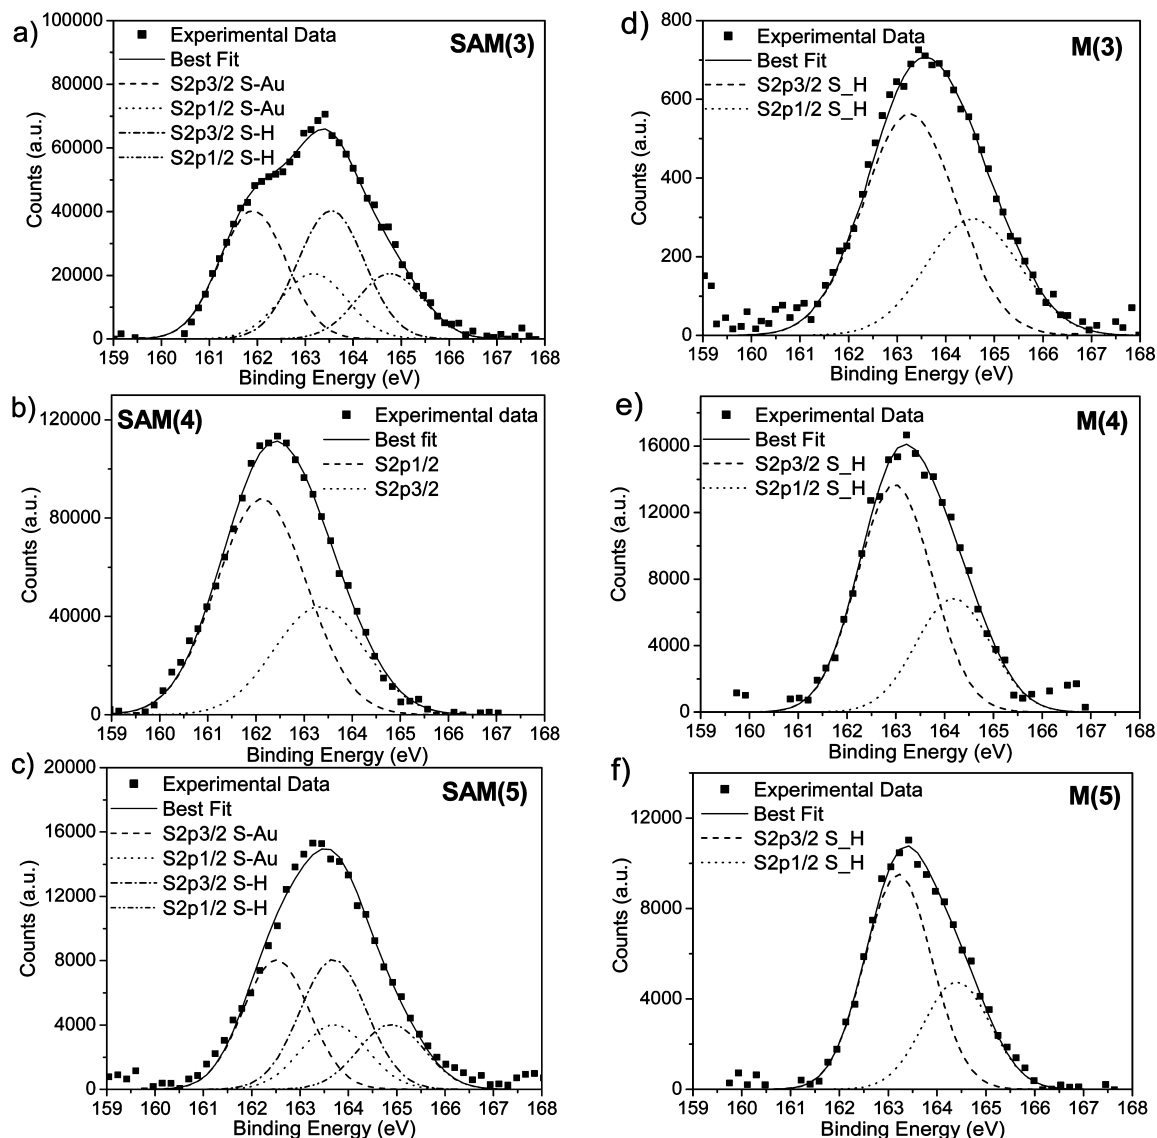 a)
SAM(3)
Experimental Data
Best Fit
S2p3/2 S-Au
S2p1/2 S-Au
S2p3/2 S-H
S2p1/2 S-H
Counts (a.u.)
100000
80000
60000
40000
20000
0
159 160 161 162 163 164 165 166 167 168
Binding Energy (eV)
d)
M(3)
Experimental Data
Best Fit
S2p3/2 S_H
S2p1/2 S_H
Counts (a.u.)
800
600
400
200
0
159 160 161 162 163 164 165 166 167 168
Binding Energy (eV)
b)
SAM(4)
Experimental data
Best fit
S2p1/2
S2p3/2
Counts (a.u.)
120000
80000
40000
0
159 160 161 162 163 164 165 166 167 168
Binding Energy (eV)
e)
M(4)
Experimental Data
Best Fit
S2p3/2 S_H
S2p1/2 S_H
Counts (a.u.)
16000
12000
8000
4000
0
159 160 161 162 163 164 165 166 167 168
Binding Energy (eV)
c)
SAM(5)
Experimental Data
Best Fit
S2p3/2 S-Au
S2p1/2 S-Au
S2p3/2 S-H
S2p1/2 S-H
Counts (a.u.)
20000
16000
12000
8000
4000
0
159 160 161 162 163 164 165 166 167 168
Binding Energy (eV)
f)
M(5)
Experimental Data
Best Fit
S2p3/2 S_H
S2p1/2 S_H
Counts (a.u.)
12000
8000
4000
0
159 160 161 162 163 164 165 166 167 168
Binding Energy (eV)